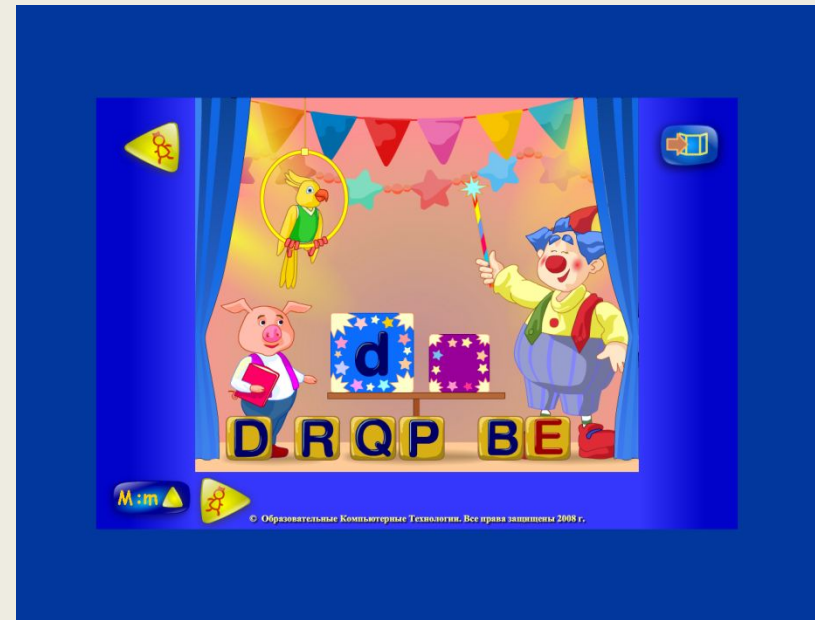 d
D R Q P B E
M:m
© Образовательные Компьютерные Технологии. Все права защищены 2008 г.